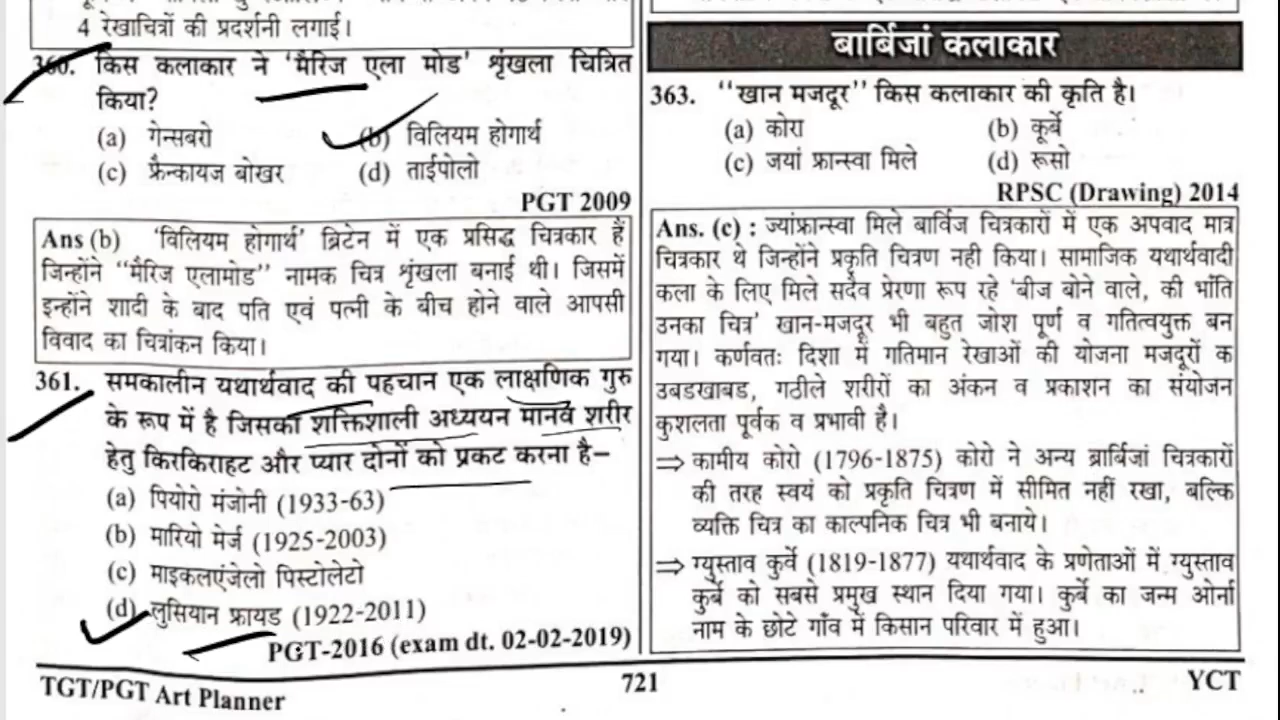 4 रेखाचित्रों की प्रदर्शनी लगाई।
360. किस कलाकार ने 'मैरिज एला मोड' शृंखला चित्रित
किया?
(a) गेन्सबरो (b) विलियम होगार्थ
(c) फ्रैन्कायज बोखर (d) ताईपोलो
PGT 2009
Ans (b) 'विलियम होगार्थ' ब्रिटेन में एक प्रसिद्ध चित्रकार हैं
जिन्होंने "मैरिज एलामोड" नामक चित्र शृंखला बनाई थी। जिसमें
इन्होंने शादी के बाद पति एवं पत्नी के बीच होने वाले आपसी
विवाद का चित्रांकन किया।
361. समकालीन यथार्थवाद की पहचान एक लाक्षणिक गुरु
के रूप में है जिसका शक्तिशाली अध्ययन मानव शरीर
हेतु किरकिराहट और प्यार दोनों को प्रकट करना है–
(a) पियोरो मंजोनी (1933-63)
(b) मारियो मेर्ज (1925-2003)
(c) माइकलएंजेलो पिस्टोलेटो
(d) लुसियान फ्रायड (1922-2011)
PGT-2016 (exam dt. 02-02-2019)
बार्बिजां कलाकार
363. "खान मजदूर" किस कलाकार की कृति है।
(a) कोरा (b) कूर्बे
(c) जयां फ्रान्स्वा मिले (d) रूसो
RPSC (Drawing) 2014
Ans. (c) : ज्यांफ्रान्स्वा मिले बार्विज चित्रकारों में एक अपवाद मात्र
चित्रकार थे जिन्होंने प्रकृति चित्रण नही किया। सामाजिक यथार्थवादी
कला के लिए मिले सदैव प्रेरणा रूप रहे 'बीज बोने वाले, की भाँति
उनका चित्र' खान-मजदूर भी बहुत जोश पूर्ण व गतित्वयुक्त बन
गया। कर्णवतः दिशा में गतिमान रेखाओं की योजना मजदूरों क
उबडखाबड, गठीले शरीरों का अंकन व प्रकाशन का संयोजन
कुशलता पूर्वक व प्रभावी है।
⇒ कामीय कोरो (1796-1875) कोरो ने अन्य ब्रार्बिजां चित्रकारों
की तरह स्वयं को प्रकृति चित्रण में सीमित नहीं रखा, बल्कि
व्यक्ति चित्र का काल्पनिक चित्र भी बनाये।
⇒ ग्युस्ताव कुर्वे (1819-1877) यथार्थवाद के प्रणेताओं में ग्युस्ताव
कुर्बे को सबसे प्रमुख स्थान दिया गया। कुर्बे का जन्म ओर्ना
नाम के छोटे गाँव में किसान परिवार में हुआ।
TGT/PGT Art Planner 721 YCT